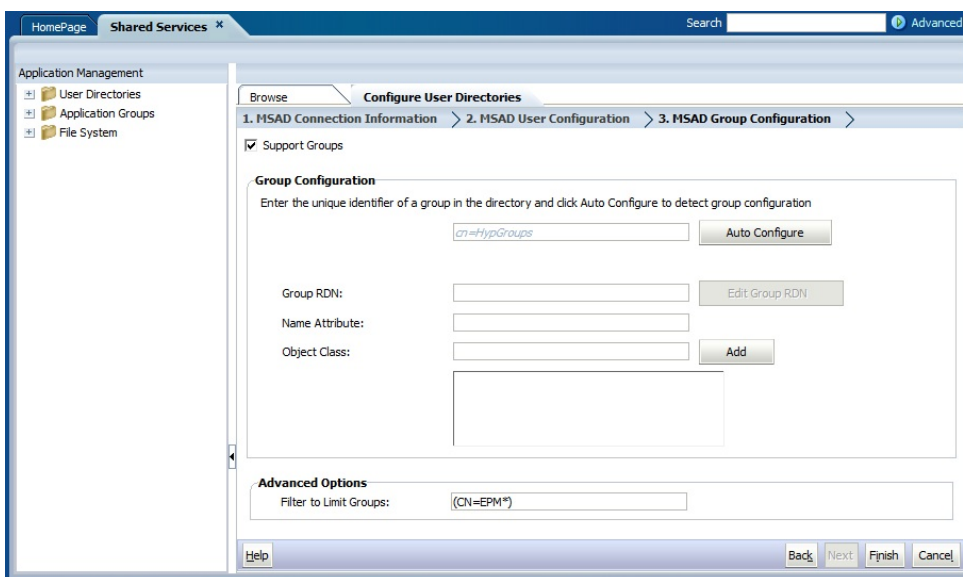 HomePage
Shared Services
Search
Advanced
Application Management
User Directories
Application Groups
File System
Browse
Configure User Directories
1. MSAD Connection Information
2. MSAD User Configuration
3. MSAD Group Configuration
Support Groups
Group Configuration
Enter the unique identifier of a group in the directory and click Auto Configure to detect group configuration
cn=HypGroups
Auto Configure
Group RDN:
Edit Group RDN
Name Attribute:
Object Class:
Add
Advanced Options
Filter to Limit Groups:
(CN=EPM*)
Help
Back
Next
Finish
Cancel